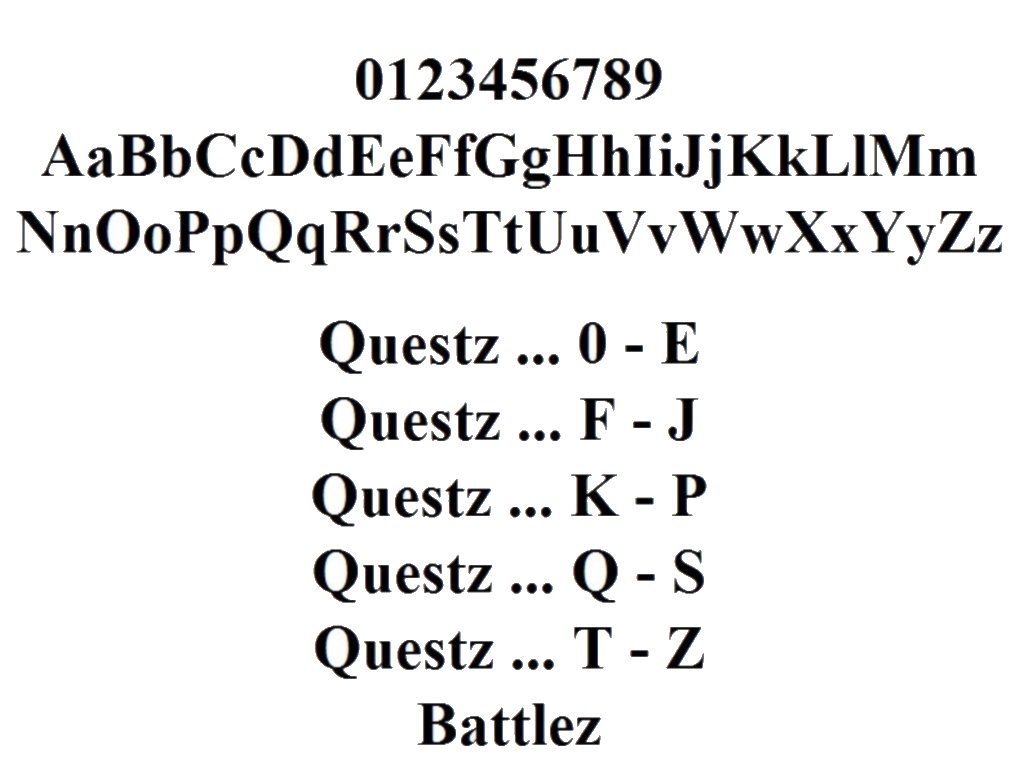 0123456789
AaBbCcDdEeFfGgHhIiJjKkLlMm
NnOoPpQqRrSsTtUuVvWwXxYyZz
Questz ... 0 - E
Questz ... F - J
Questz ... K - P
Questz ... Q - S
Questz ... T - Z
Battlez